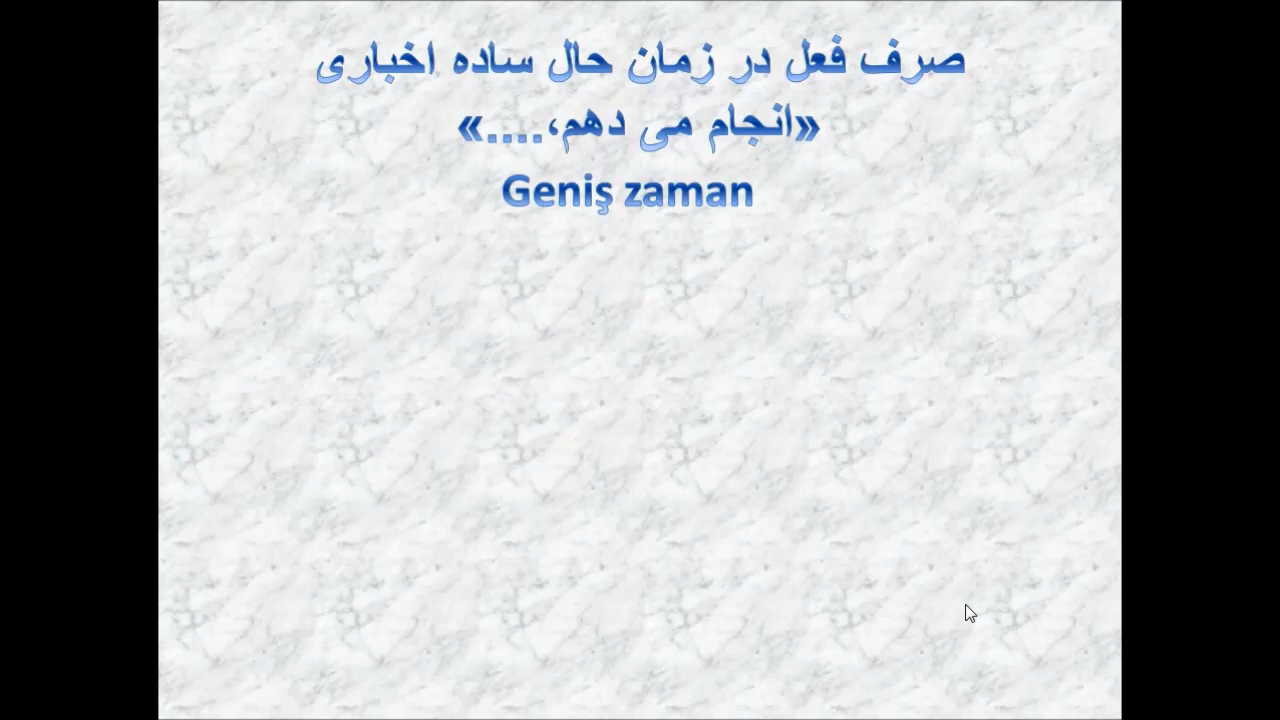 صرف فعل در زمان حال ساده اخباری
«انجام می دهم،....»
Geniş zaman